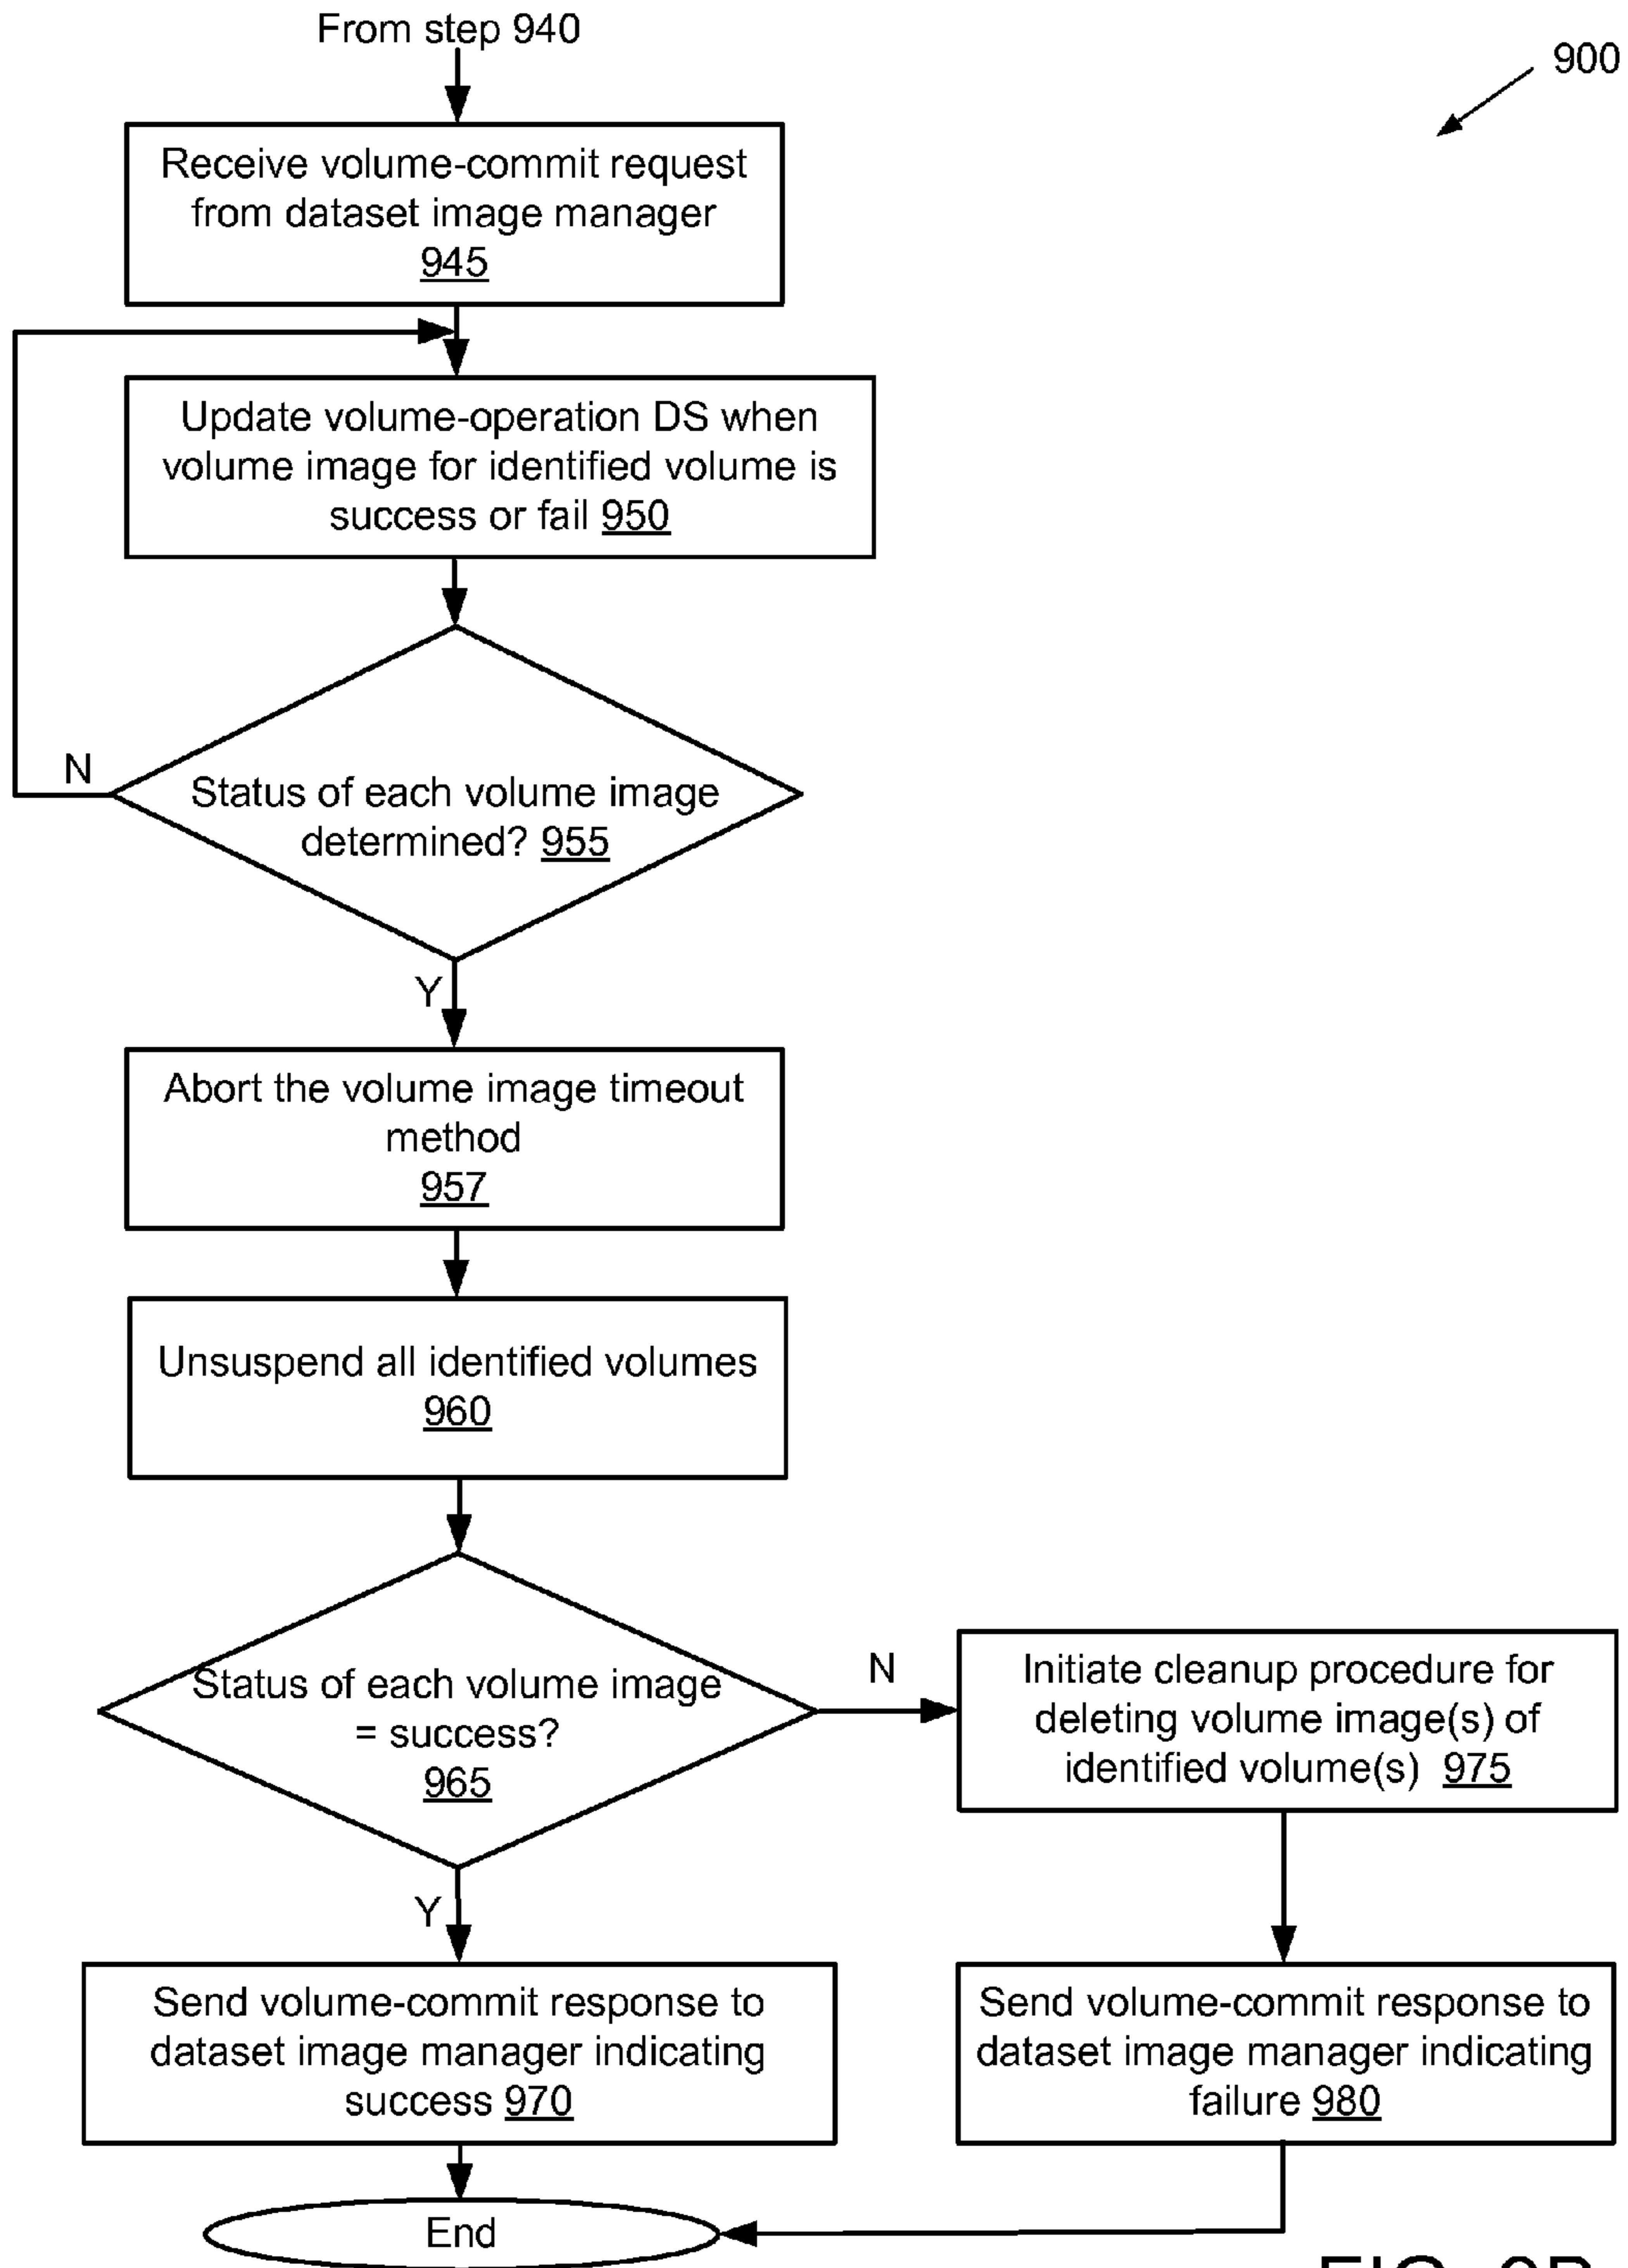 From step 940
900
Receive volume-commit request
from dataset image manager
945
Update volume-operation DS when
volume image for identified volume is
success or fail 950
N
Status of each volume image
determined? 955
Y
Abort the volume image timeout
method
957
Unsuspend all identified volumes
960
Status of each volume image
= success?
965
N
Initiate cleanup procedure for
deleting volume image(s) of
identified volume(s) 975
Y
Send volume-commit response to
dataset image manager indicating
success 970
Send volume-commit response to
dataset image manager indicating
failure 980
End